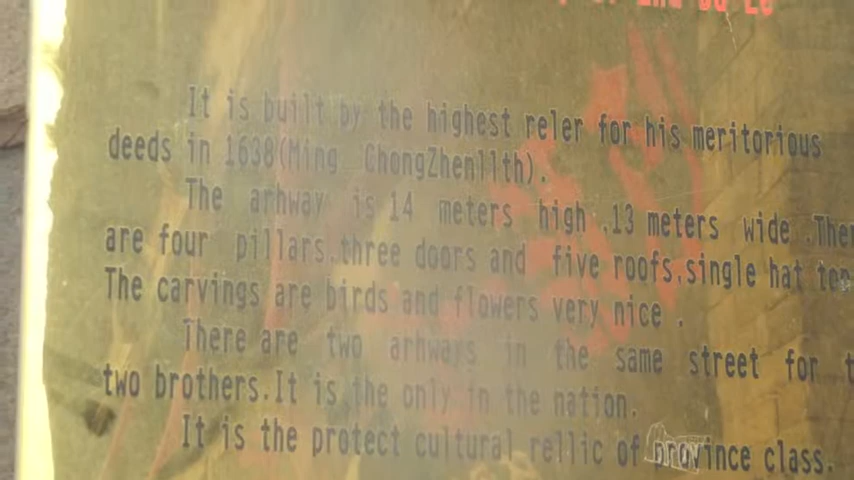 It is built by the highest reler for his meritorious
deeds in 1638(Ming ChongZhenllth).
The arhway is 14 meters high .13 meters wide .Ther
are four pillars.three doors and five roofs.single hat
The carvings are birds and flowers very nice .
There are two arhways in the same street for t
two brothers.It is the only in the nation.
It is the protect cultural rellic of province class.